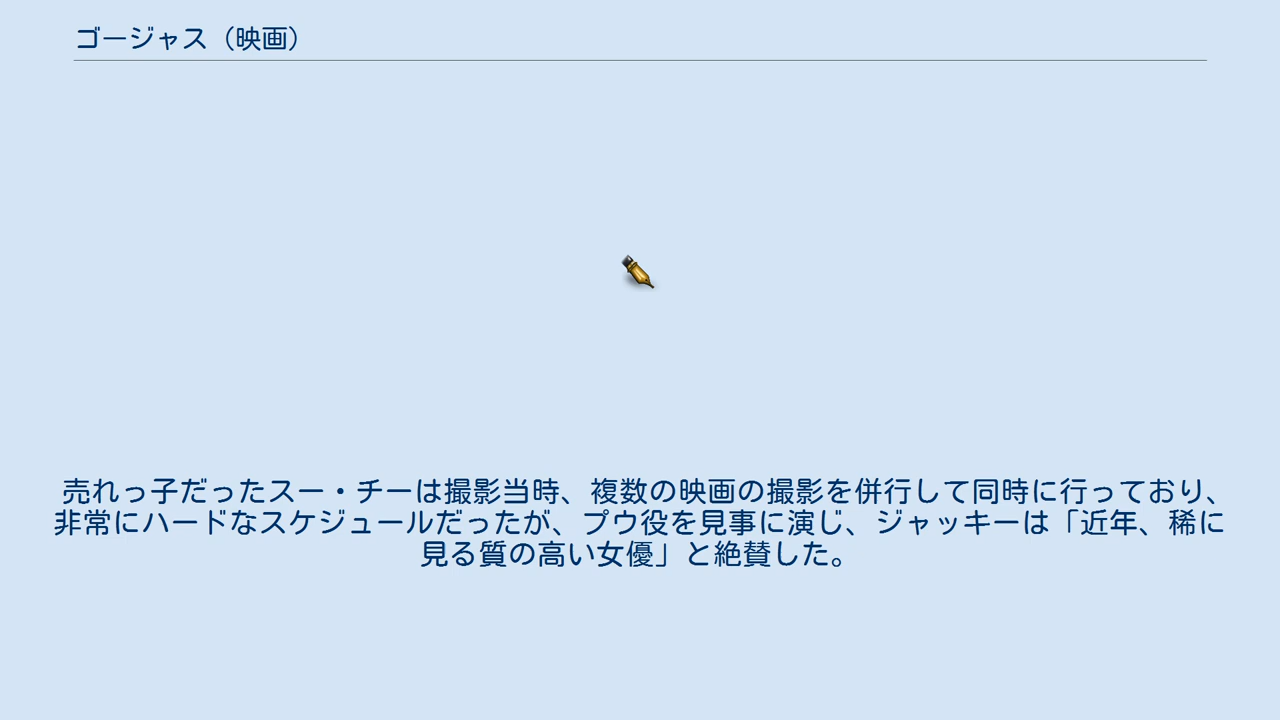 ゴージャス（映画）
売れっ子だったスー・チーは撮影当時、複数の映画の撮影を併行して同時に行っており、
非常にハードなスケジュールだったが、プウ役を見事に演じ、ジャッキーは「近年、稀に
見る質の高い女優」と絶賛した。